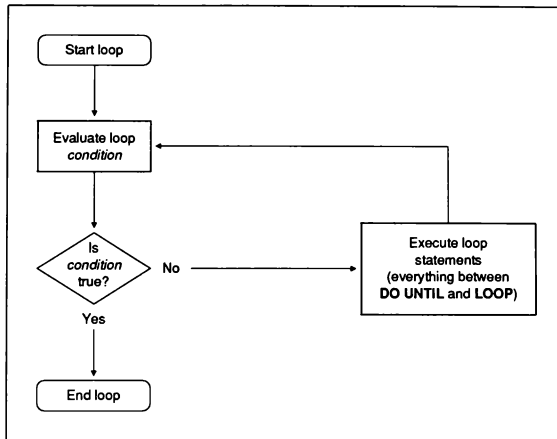 Start loop
Evaluate loop
condition
Is
condition
true?
No
Execute loop
statements
(everything between
DO UNTIL and LOOP)
Yes
End loop